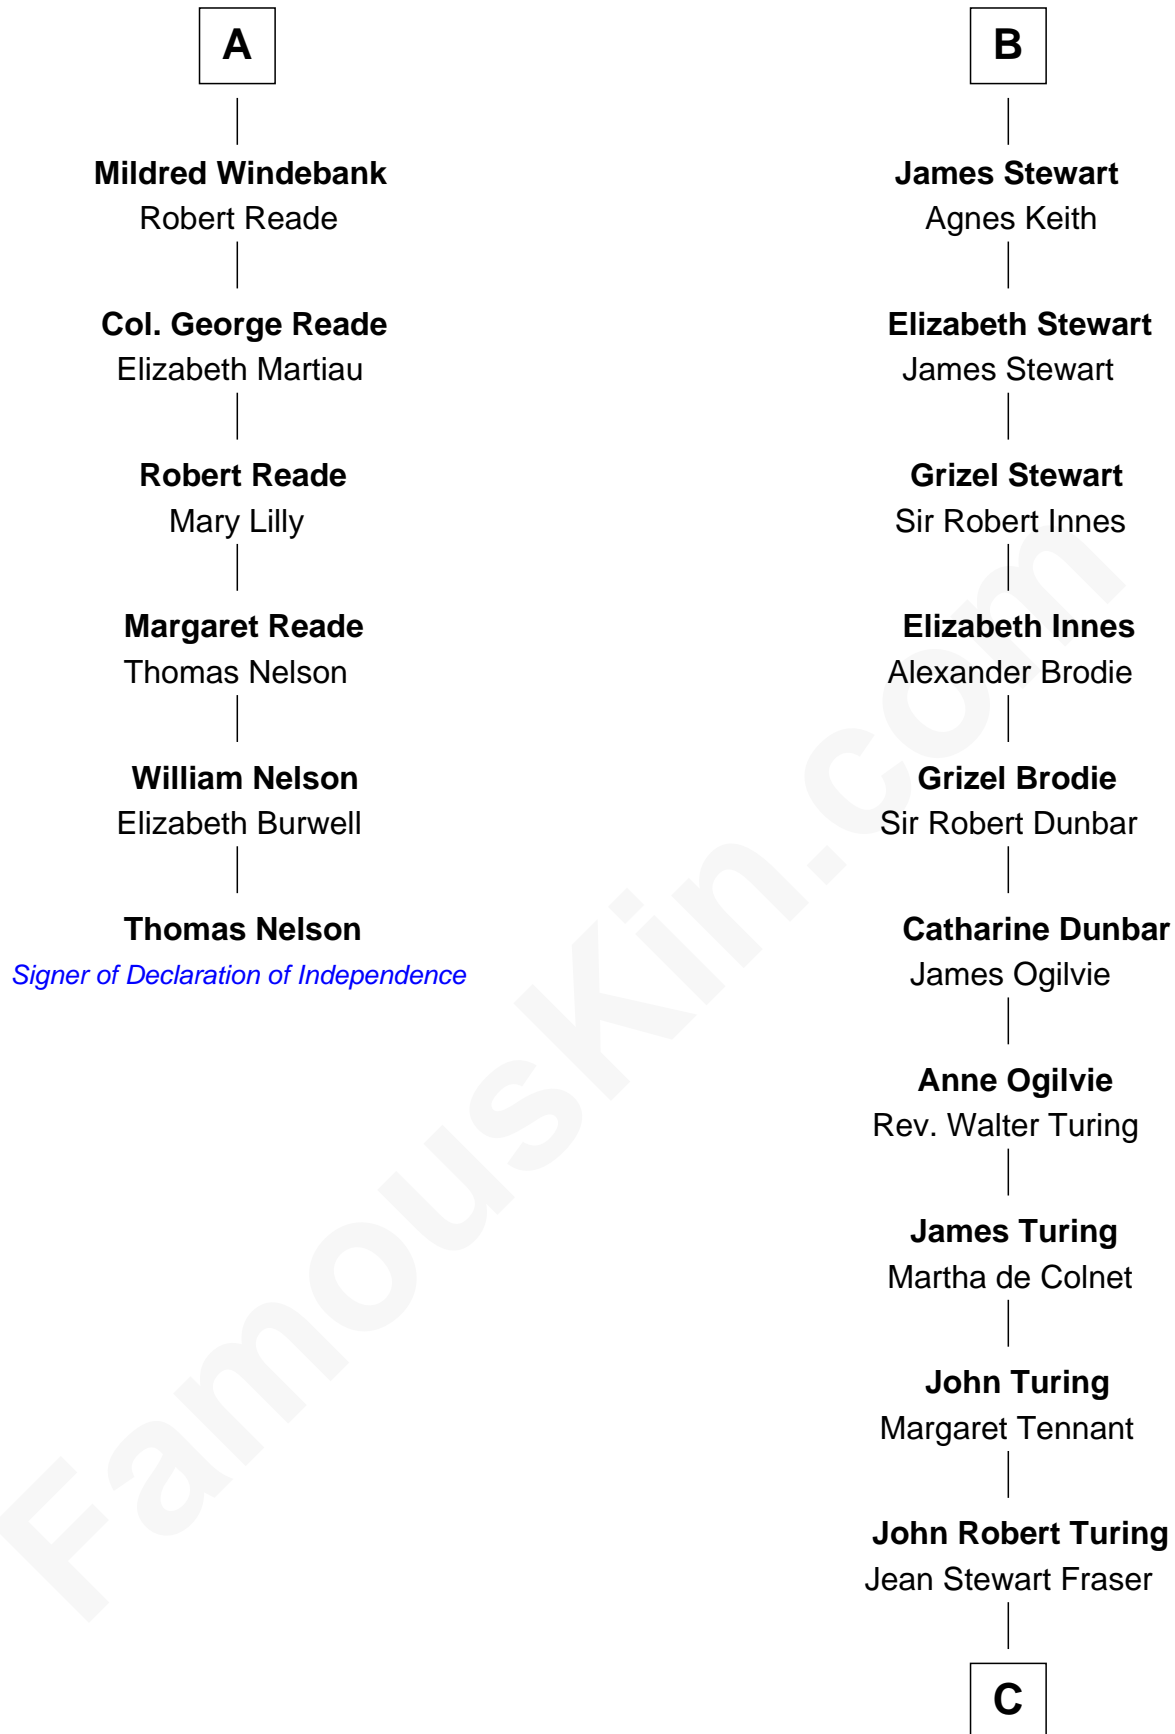 A
Mildred Windebank
Robert Reade
Col. George Reade
Elizabeth Martiau
Robert Reade
Mary Lilly
Margaret Reade
Thomas Nelson
William Nelson
Elizabeth Burwell
Thomas Nelson
Signer of Declaration of Independence
B
James Stewart
Agnes Keith
Elizabeth Stewart
James Stewart
Grizel Stewart
Sir Robert Innes
Elizabeth Innes
Alexander Brodie
Grizel Brodie
Sir Robert Dunbar
Catharine Dunbar
James Ogilvie
Anne Ogilvie
Rev. Walter Turing
James Turing
Martha de Colnet
John Turing
Margaret Tennant
John Robert Turing
Jean Stewart Fraser
C
FamousKin.com